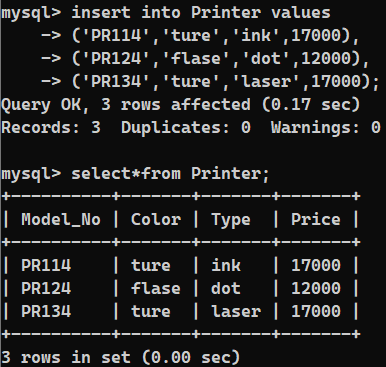 mysql> insert into Printer values
    -> ('PR114','ture','ink',17000),
    -> ('PR124','flase','dot',12000),
    -> ('PR134','ture','laser',17000);
Query OK, 3 rows affected (0.17 sec)
Records: 3  Duplicates: 0  Warnings: 0

mysql> select*from Printer;
+----------+-------+-------+-------+
| Model_No | Color | Type  | Price |
+----------+-------+-------+-------+
| PR114    | ture  | ink   | 17000 |
| PR124    | flase | dot   | 12000 |
| PR134    | ture  | laser | 17000 |
+----------+-------+-------+-------+
3 rows in set (0.00 sec)